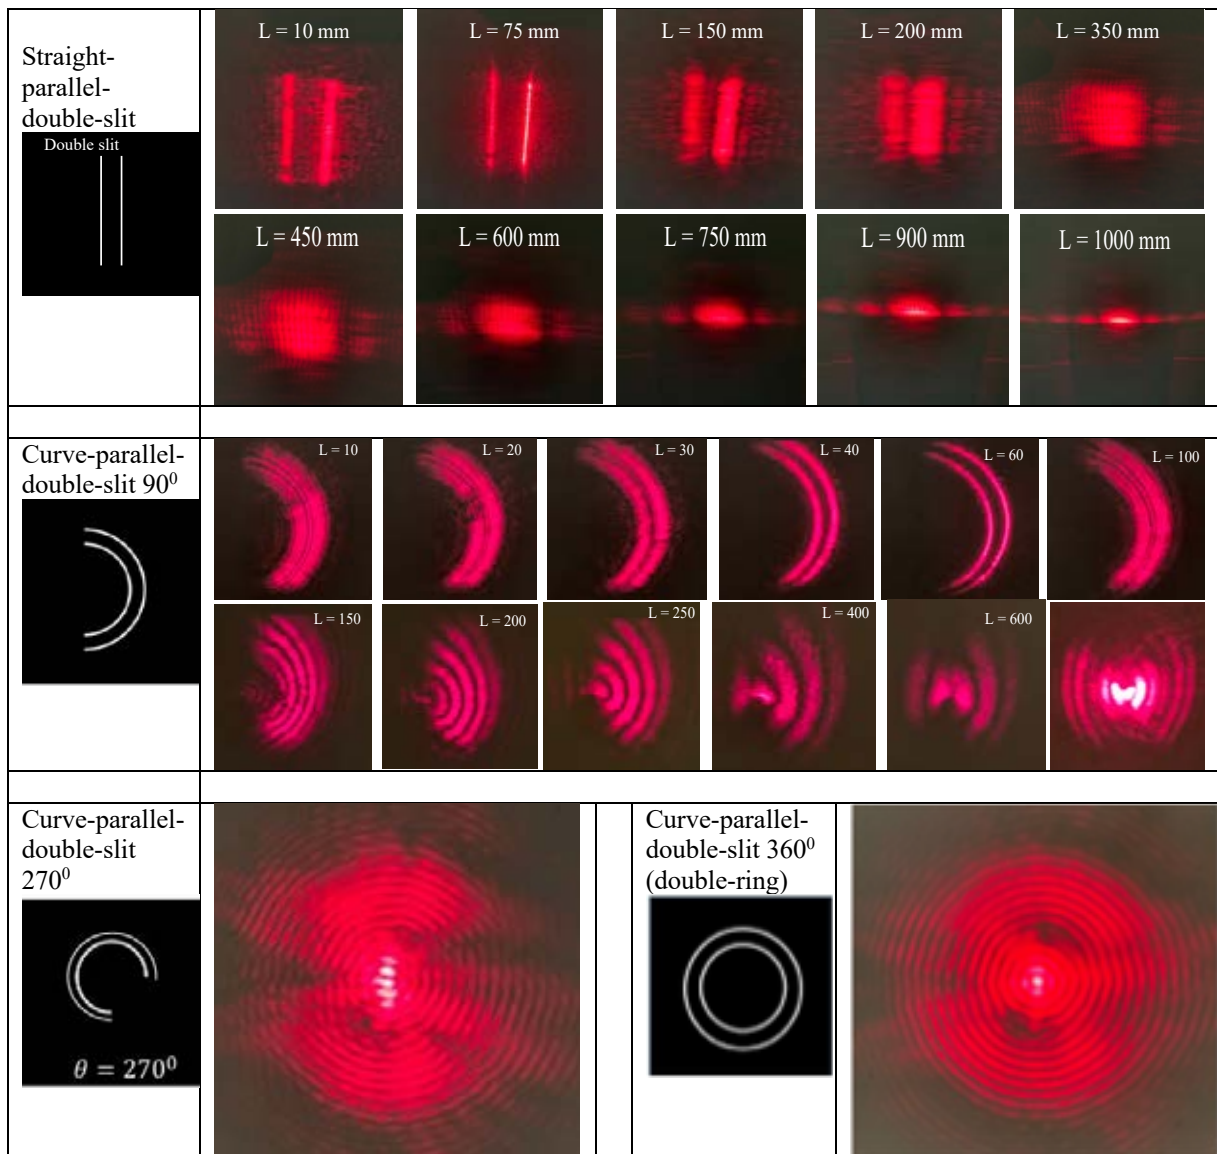 Straight-
parallel-
double-slit
Double slit
L = 10 mm
L = 75 mm
L = 150 mm
L = 200 mm
L = 350 mm
L = 450 mm
L = 600 mm
L = 750 mm
L = 900 mm
L = 1000 mm
Curve-parallel-
double-slit 90⁰
L = 10
L = 20
L = 30
L = 40
L = 60
L = 100
L = 150
L = 200
L = 250
L = 400
L = 600
Curve-parallel-
double-slit
270⁰
θ = 270⁰
Curve-parallel-
double-slit 360⁰
(double-ring)